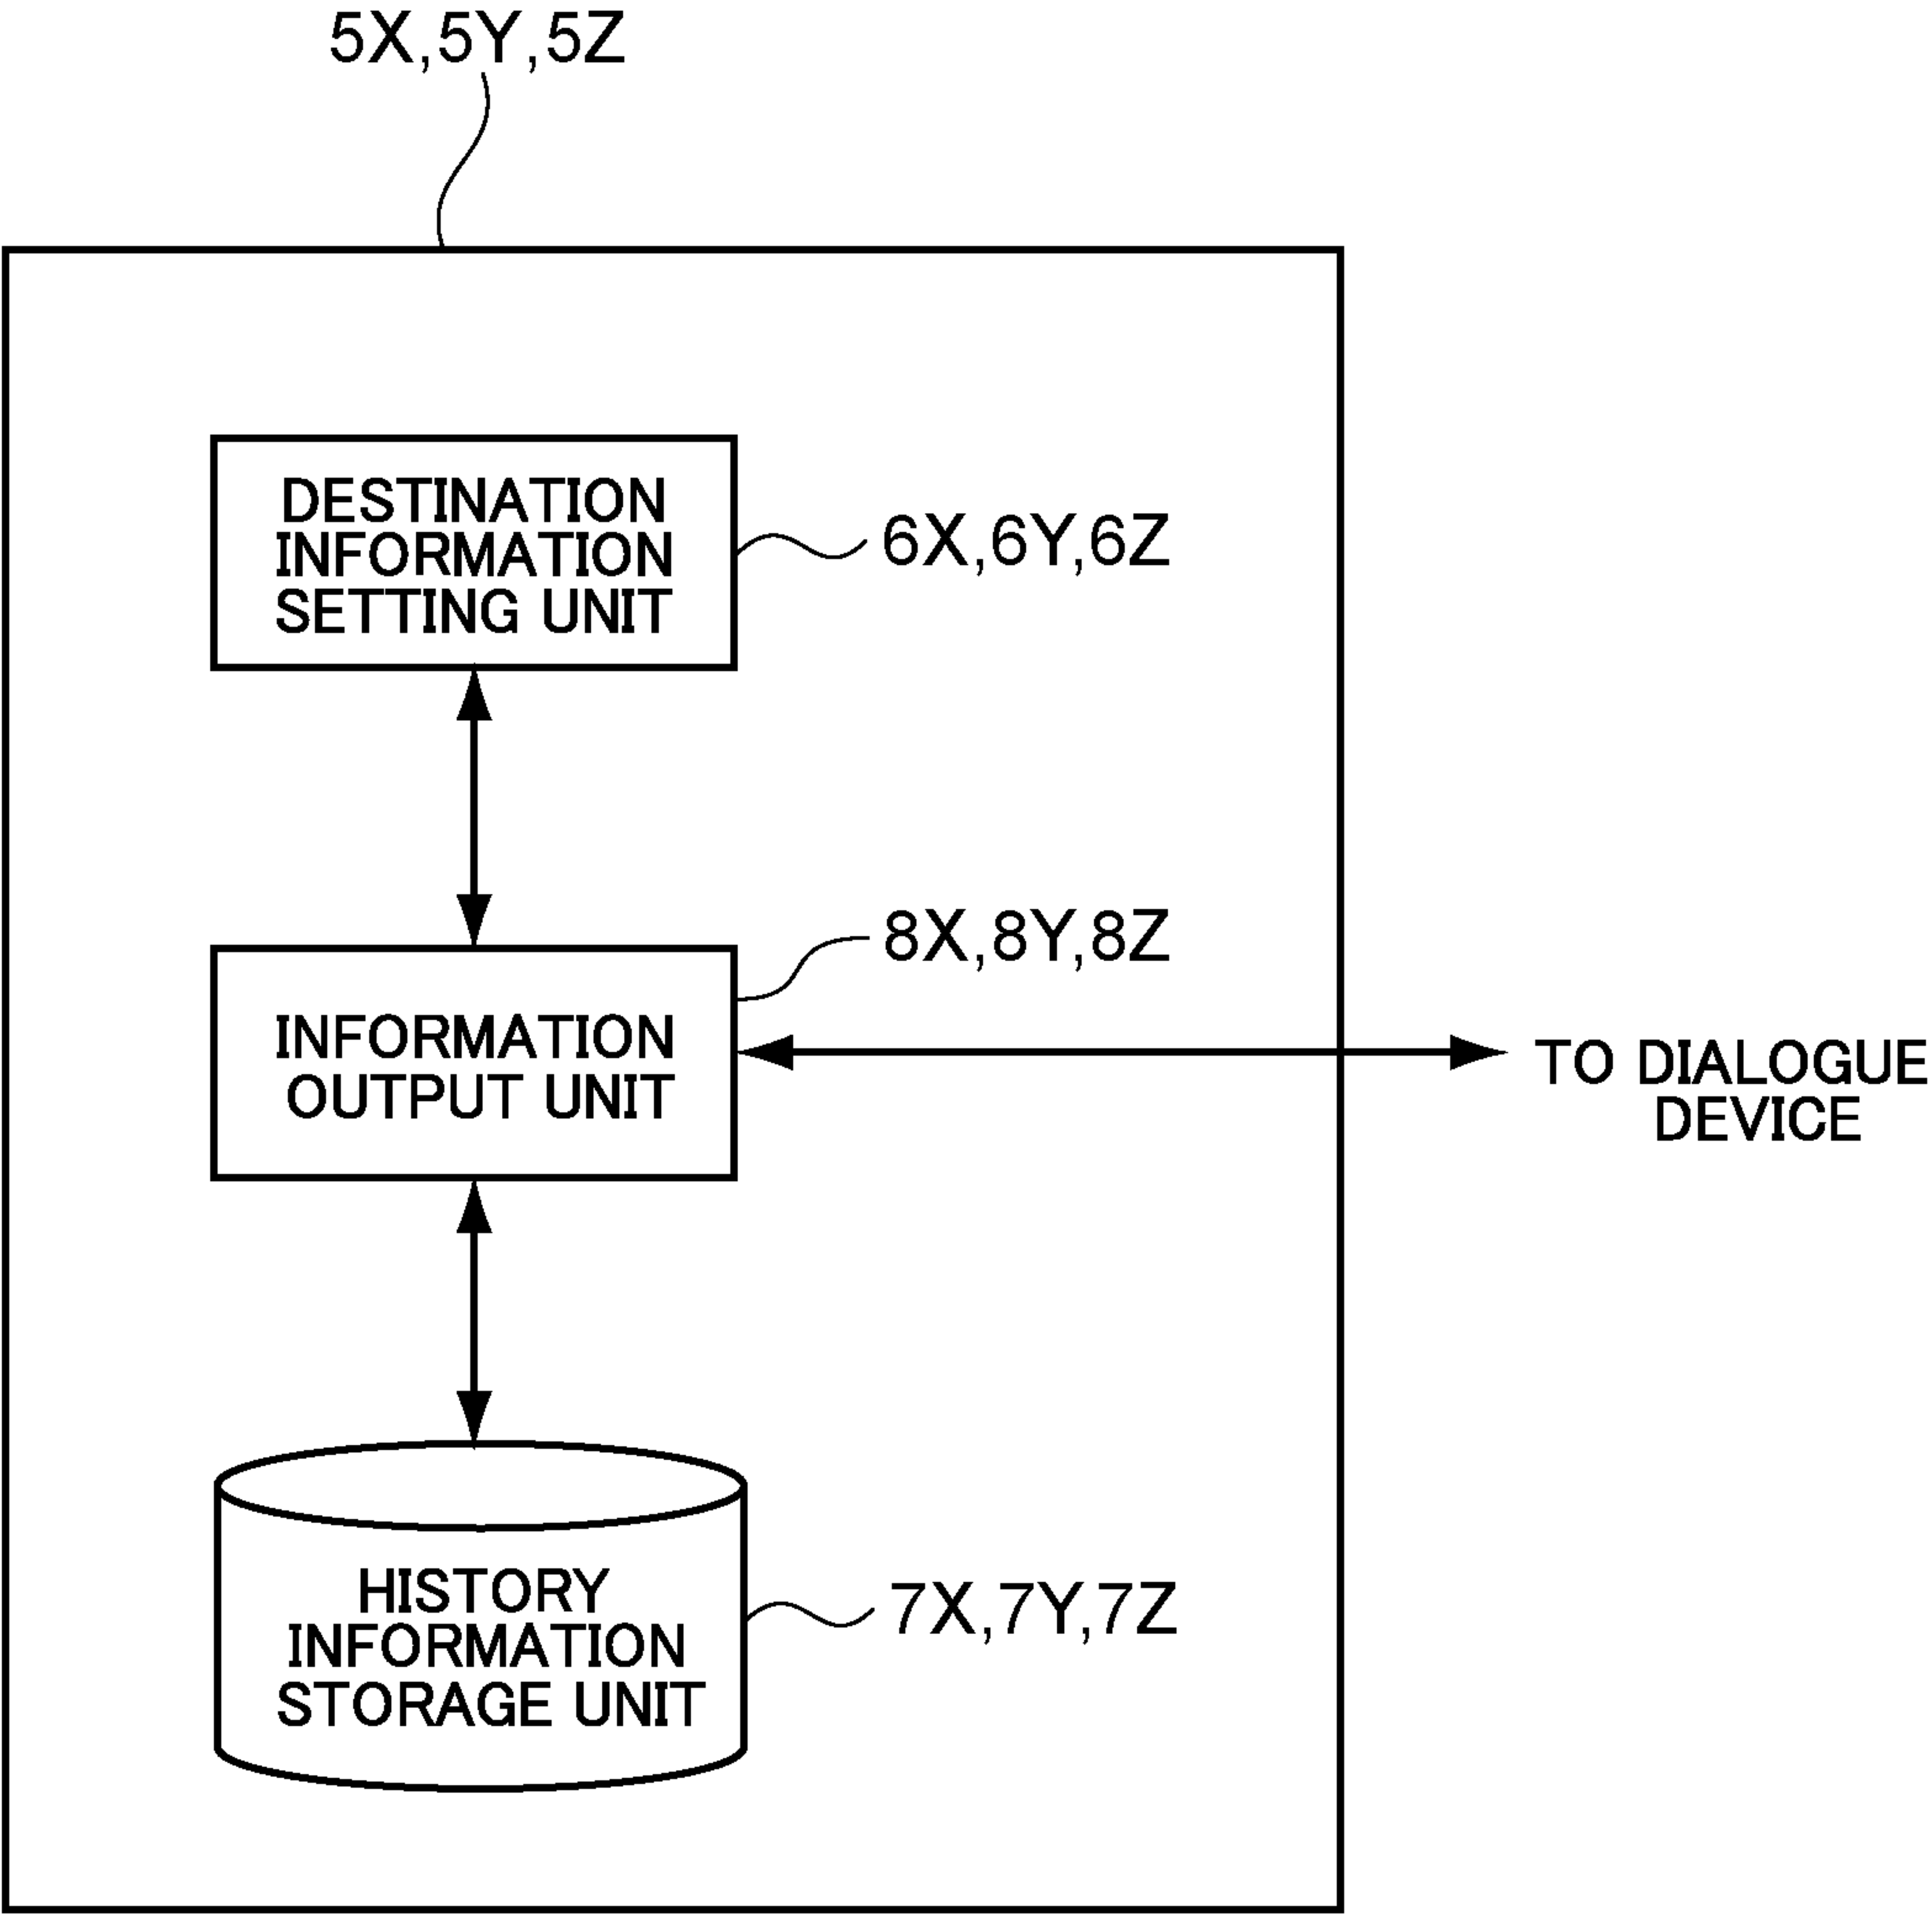 5X,5Y,5Z
DESTINATION
INFORMATION
SETTING UNIT
6X,6Y,6Z
8X,8Y,8Z
INFORMATION
OUTPUT UNIT
TO DIALOGUE
DEVICE
HISTORY
INFORMATION
STORAGE UNIT
7X,7Y,7Z